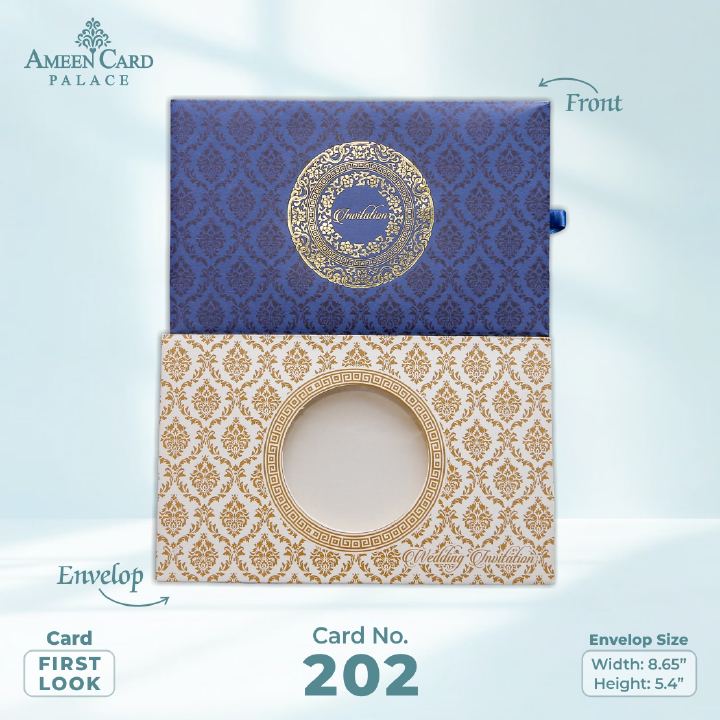 AMEEN CARD
PALACE
Front
Invitation
Wedding Invitation
Envelop
Card
FIRST
LOOK
Card No.
202
Envelop Size
Width: 8.65”
Height: 5.4”